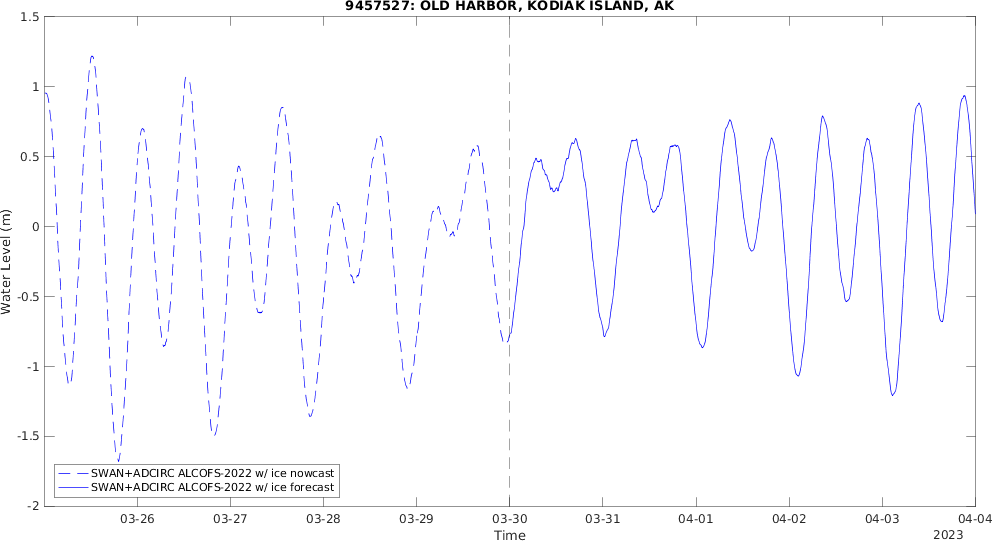 9457527: OLD HARBOR, KODIAK ISLAND, AK
Water Level (m)
1.5
1
0.5
0
-0.5
-1
-1.5
-2
SWAN+ADCIRC ALCOFS-2022 w/ ice nowcast
SWAN+ADCIRC ALCOFS-2022 w/ ice forecast
03-26 03-27 03-28 03-29 03-30 03-31 04-01 04-02 04-03 04-04
Time
2023